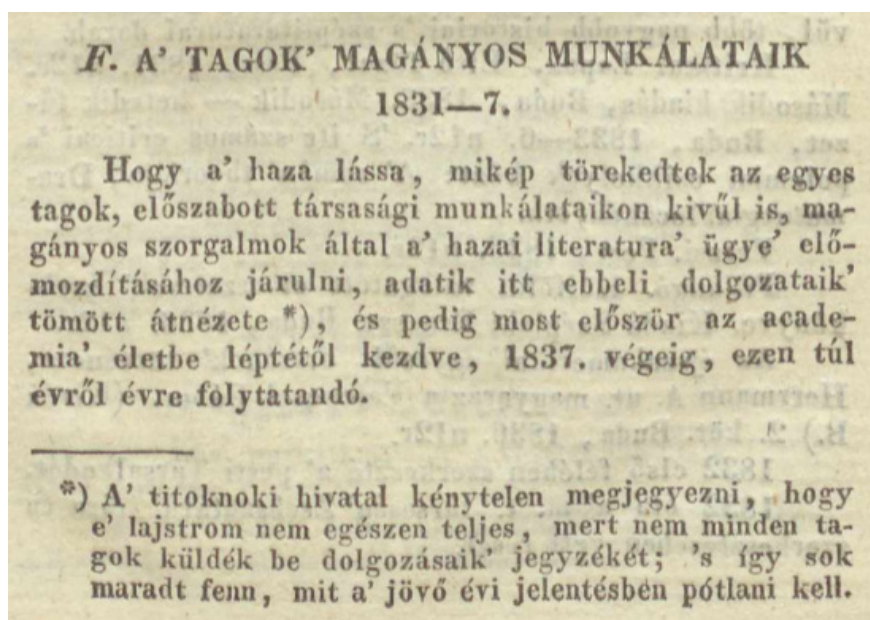 F. A’ TAGOK’ MAGÁNYOS MUNKÁLATAIK
1831—7.
Hogy a’ haza lássa, mikép törekedtek az egyes
tagok, előszabott társasági munkálataikon kivűl is, ma-
gányos szorgalmok által a’ hazai literatura’ ügye’ elő-
mozdításához járulni, adatik itt ebbeli dolgozataik’
tömött átnézete *), és pedig most először az acade-
mia’ életbe léptétől kezdve, 1837. végeig, ezen túl
évről évre folytatandó.
*) A’ titoknoki hivatal kénytelen megjegyezni, hogy
e’ lajstrom nem egészen teljes, mert nem minden ta-
gok küldék be dolgozásaik’ jegyzékét; ’s így sok
maradt fenn, mit a’ jövő évi jelentésben pótlani kell.